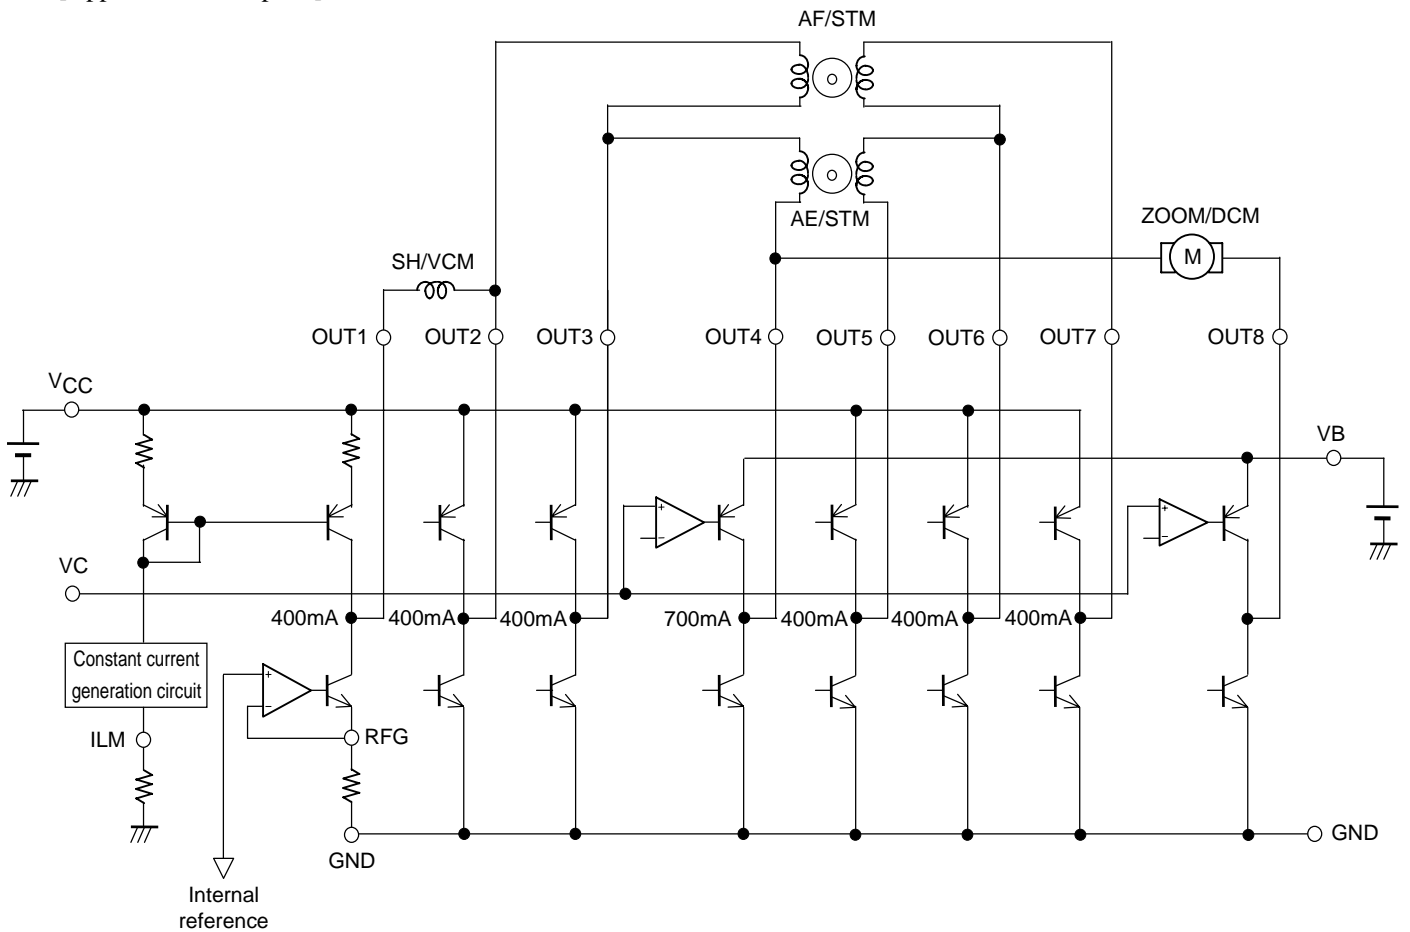 AF/STM
AE/STM
ZOOM/DCM
M
SH/VCM
OUT1
OUT2
OUT3
OUT4
OUT5
OUT6
OUT7
OUT8
VCC
VB
+
−
+
−
VC
400mA
400mA
400mA
700mA
400mA
400mA
400mA
Constant current
generation circuit
+
−
ILM
RFG
GND
GND
Internal
reference